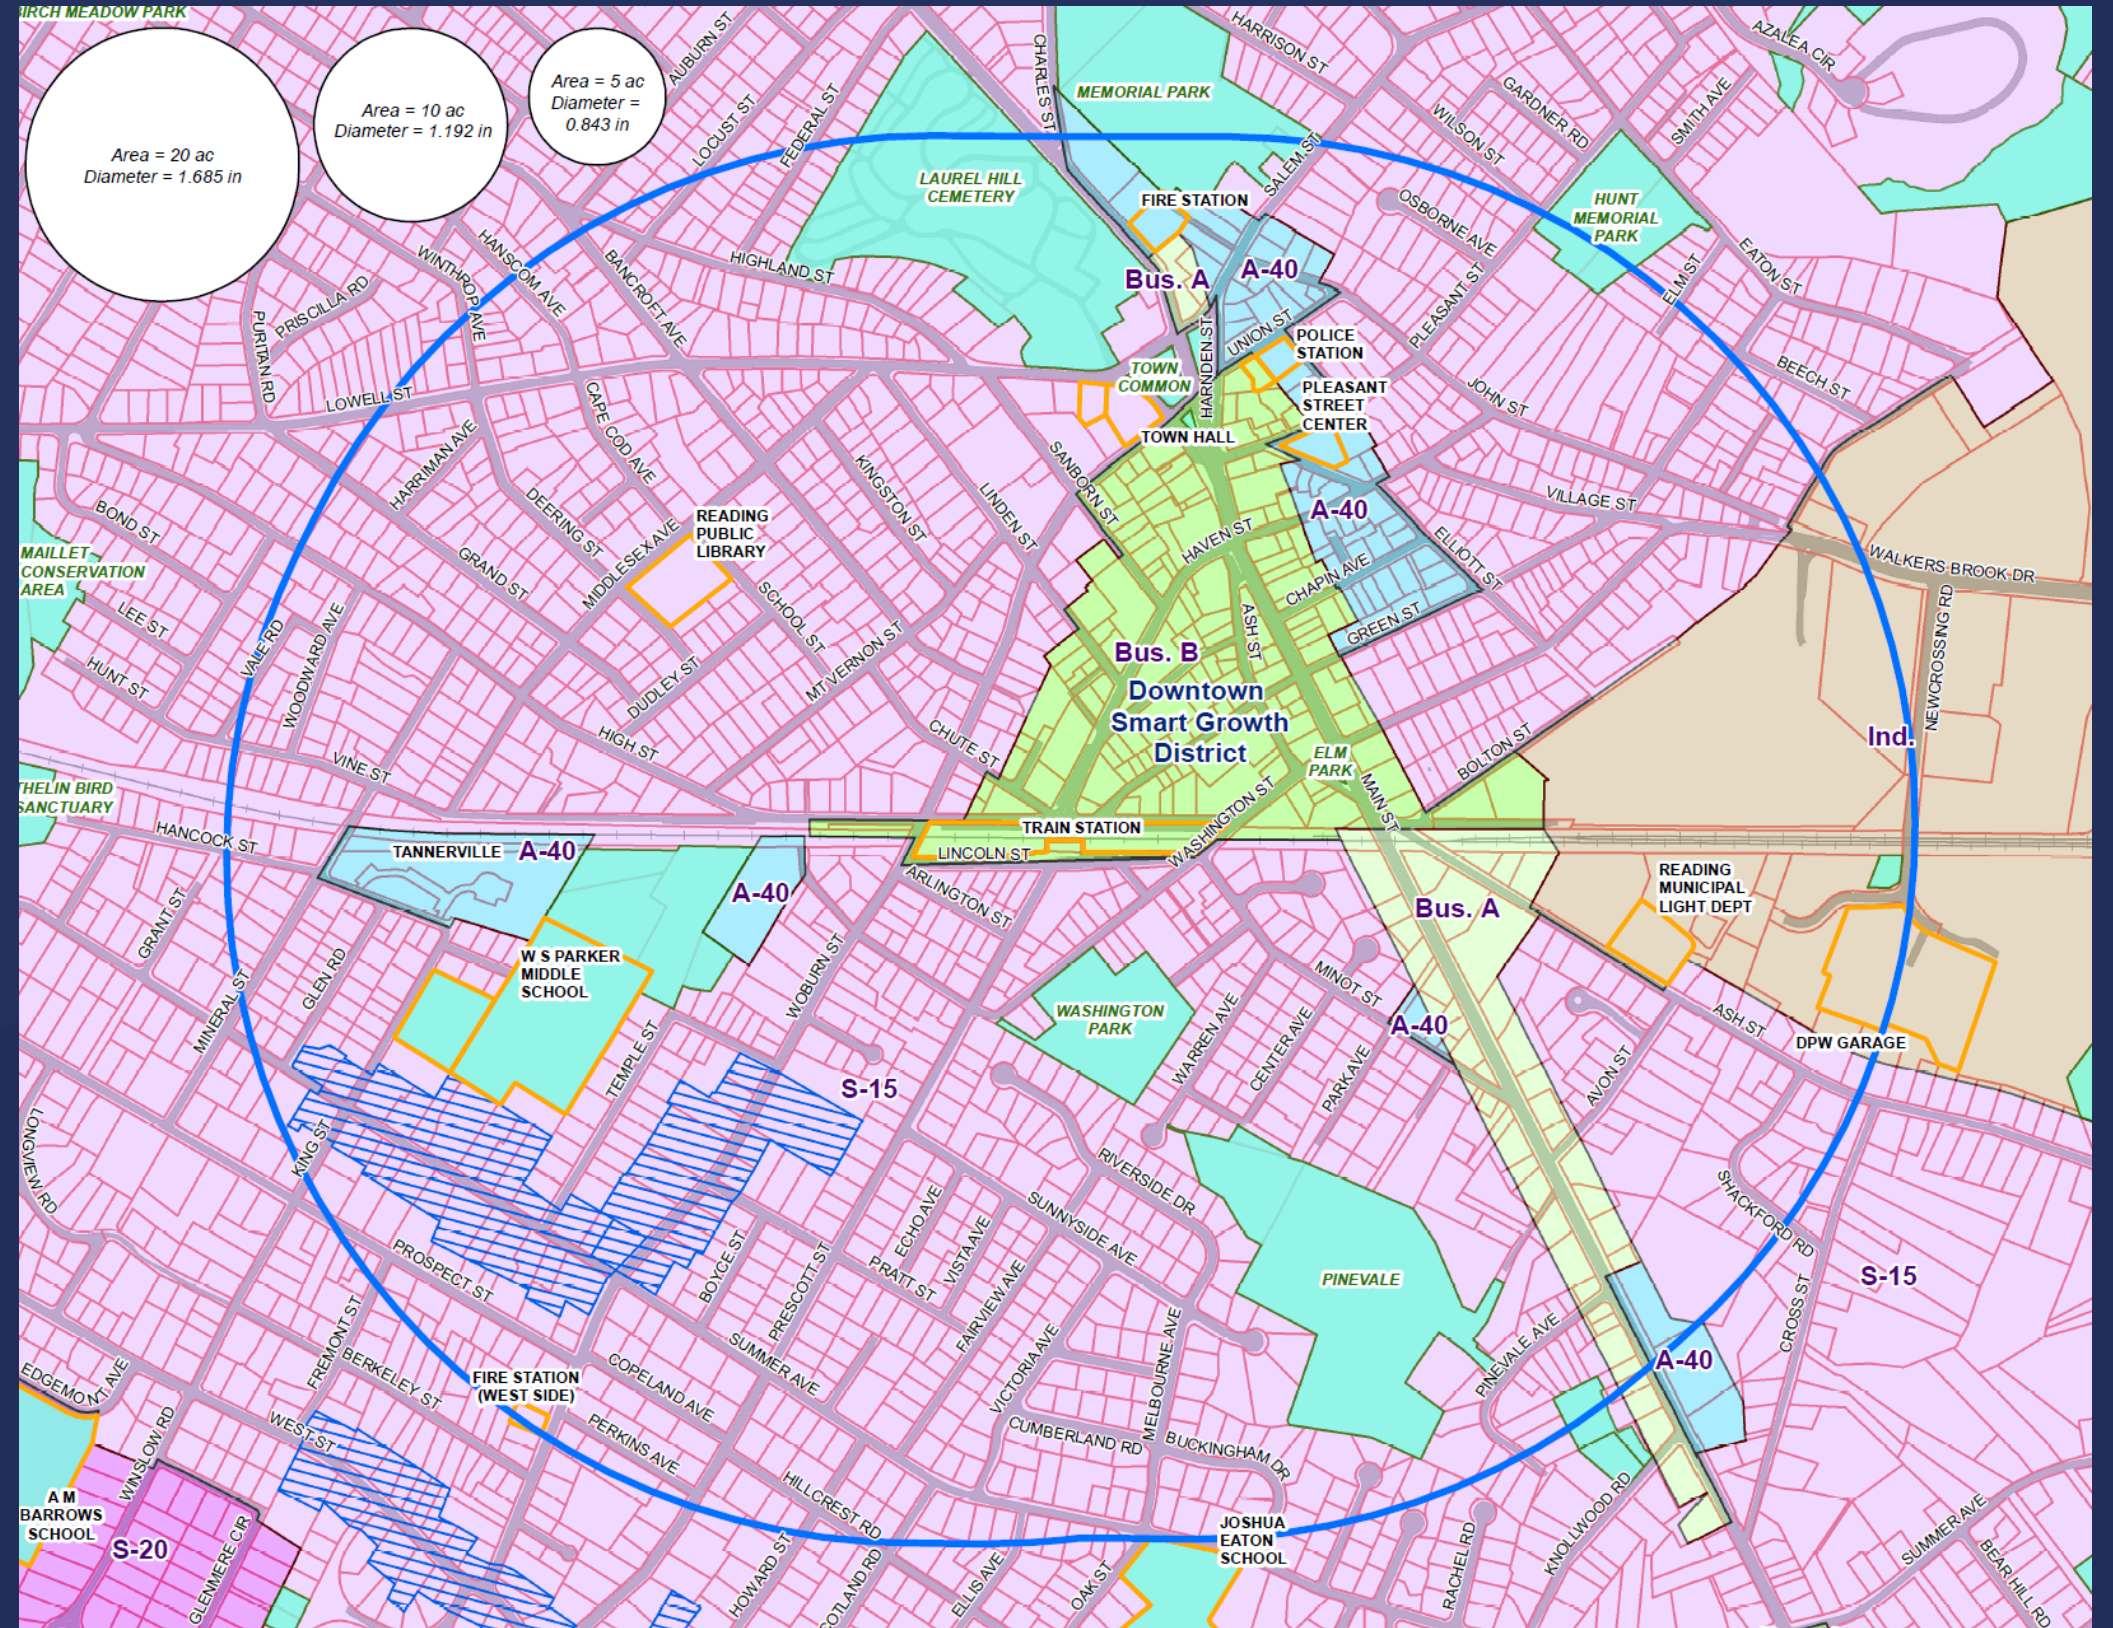 BIRCH MEADOW PARK
Area = 20 ac
Diameter = 1.685 in
Area = 10 ac
Diameter = 1.192 in
Area = 5 ac
Diameter =
0.843 in
AUBURN ST
LOCUST ST
FEDERAL ST
CHARLES ST
MEMORIAL PARK
HARRISON ST
AZALEA CIR
GARDNER RD
SMITH AVE
WILSON ST
SALEM ST
LAUREL HILL
CEMETERY
FIRE STATION
OSBORNE AVE
HUNT
MEMORIAL
PARK
EATON ST
ELM ST
PLEASANT ST
WINTHROP AVE
HANSCOM AVE
BANCROFT AVE
HIGHLAND ST
Bus. A
A-40
PRISCILLA RD
PURITAN RD
LOWELL ST
HARNDEN ST
UNION ST
POLICE
STATION
TOWN
COMMON
PLEASANT
STREET
CENTER
JOHN ST
BEECH ST
TOWN HALL
CAPE COD AVE
HARRIMAN AVE
SANBORN ST
KINGSTON ST
LINDEN ST
BOND ST
DEERING ST
MIDDLESEX AVE
READING
PUBLIC
LIBRARY
A-40
VILLAGE ST
HAVEN ST
ELLIOTT ST
WALKERS BROOK DR
MAILLET
CONSERVATION
AREA
GRAND ST
SCHOOL ST
CHAPIN AVE
LEE ST
VALE RD
WOODWARD AVE
MT VERNON ST
ASH ST
GREEN ST
NEWCROSSING RD
HUNT ST
DUDLEY ST
Bus. B
Downtown
Smart Growth
District
HIGH ST
CHUTE ST
ELM
PARK
BOLTON ST
Ind.
VINE ST
THELIN BIRD
SANCTUARY
MAIN ST
HANCOCK ST
TANNERVILLE
A-40
TRAIN STATION
LINCOLN ST
WASHINGTON ST
A-40
ARLINGTON ST
Bus. A
READING
MUNICIPAL
LIGHT DEPT
GRANT ST
GLEN RD
W S PARKER
MIDDLE
SCHOOL
WOBURN ST
MINOT ST
MINERAL ST
WASHINGTON
PARK
WARREN AVE
CENTER AVE
PARK AVE
A-40
ASH ST
DPW GARAGE
TEMPLE ST
S-15
AVON ST
LONGVIEW RD
KING ST
RIVERSIDE DR
SHACKFORD RD
ECHO AVE
VISTA AVE
SUNNYSIDE AVE
PROSPECT ST
BOYCE ST
PRESCOTT ST
PRATT ST
FAIRVIEW AVE
PINEVALE
S-15
CROSS ST
FREMONT ST
SUMMER AVE
VICTORIA AVE
MELBOURNE AVE
PINEVALE AVE
A-40
EDGEMONT AVE
BERKELEY ST
FIRE STATION
(WEST SIDE)
COPELAND AVE
WINSLOW RD
WEST ST
PERKINS AVE
CUMBERLAND RD
BUCKINGHAM DR
A M
BARROWS
SCHOOL
S-20
GLENMERE CIR
HILLCREST RD
JOSHUA
EATON
SCHOOL
KNOLLWOOD RD
RACHEL RD
SUMMER AVE
BEAR HILL RD
HOWARD ST
SCOTLAND RD
ELLIS AVE
OAK ST